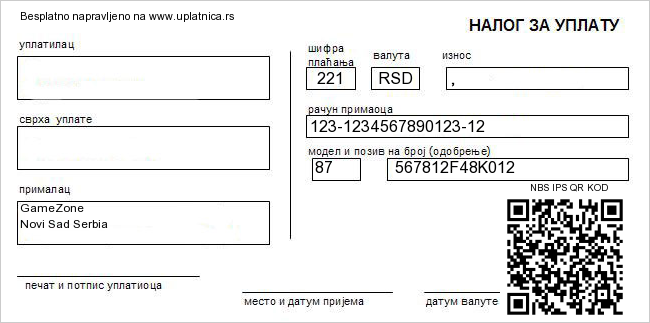 Besplatno napravljeno na www.uplatnica.rs
НАЛОГ ЗА УПЛАТУ
уплатилац
шифра плаћања
валута
износ
221
RSD
,
сврха уплате
рачун примаоца
123-1234567890123-12
модел и позив на број (одобрење)
87
567812F48K012
прималац
GameZone
Novi Sad Serbia
NBS IPS QR KOD
печат и потпис уплатиоца
место и датум пријема
датум валуте